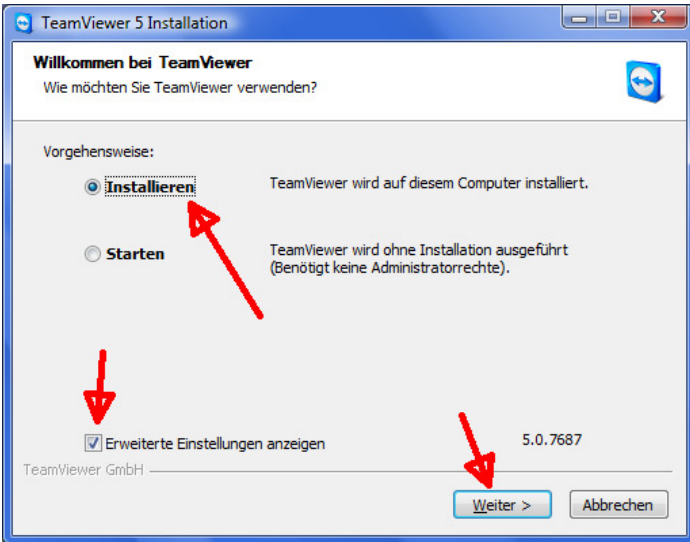 TeamViewer 5 Installation
Willkommen bei TeamViewer
Wie möchten Sie TeamViewer verwenden?
Vorgehensweise:
Installieren
TeamViewer wird auf diesem Computer installiert.
Starten
TeamViewer wird ohne Installation ausgeführt
(Benötigt keine Administratorrechte).
Erweiterte Einstellungen anzeigen
5.0.7687
TeamViewer GmbH
Weiter >
Abbrechen